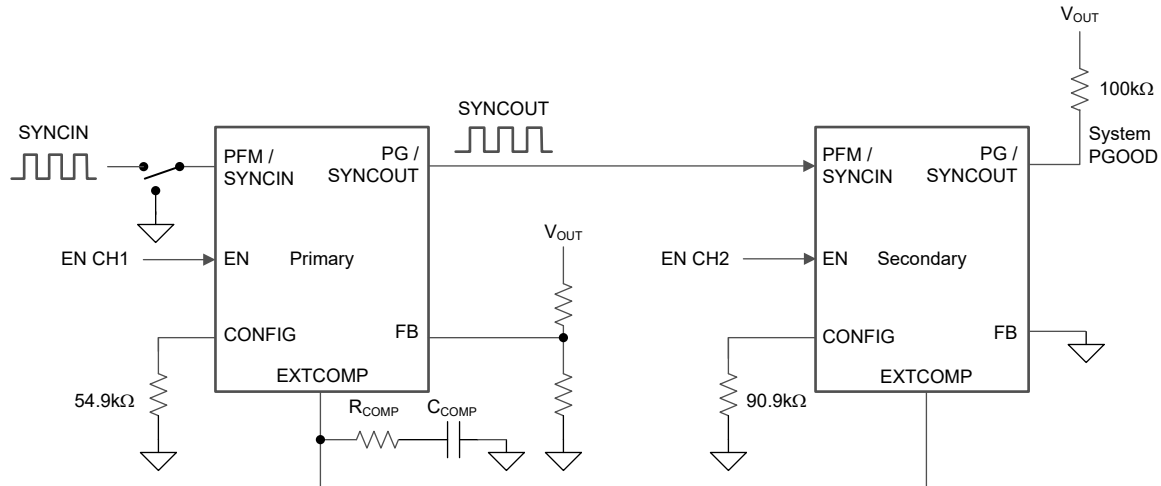 SYNCIN
PFM /
SYNCIN
PG /
SYNCOUT
EN CH1
EN
Primary
CONFIG
FB
EXTCOMP
54.9kΩ
RCOMP
CCOMP
SYNCOUT
VOUT
PFM /
SYNCIN
PG /
SYNCOUT
EN CH2
EN
Secondary
CONFIG
FB
EXTCOMP
90.9kΩ
VOUT
100kΩ
System
PGOOD